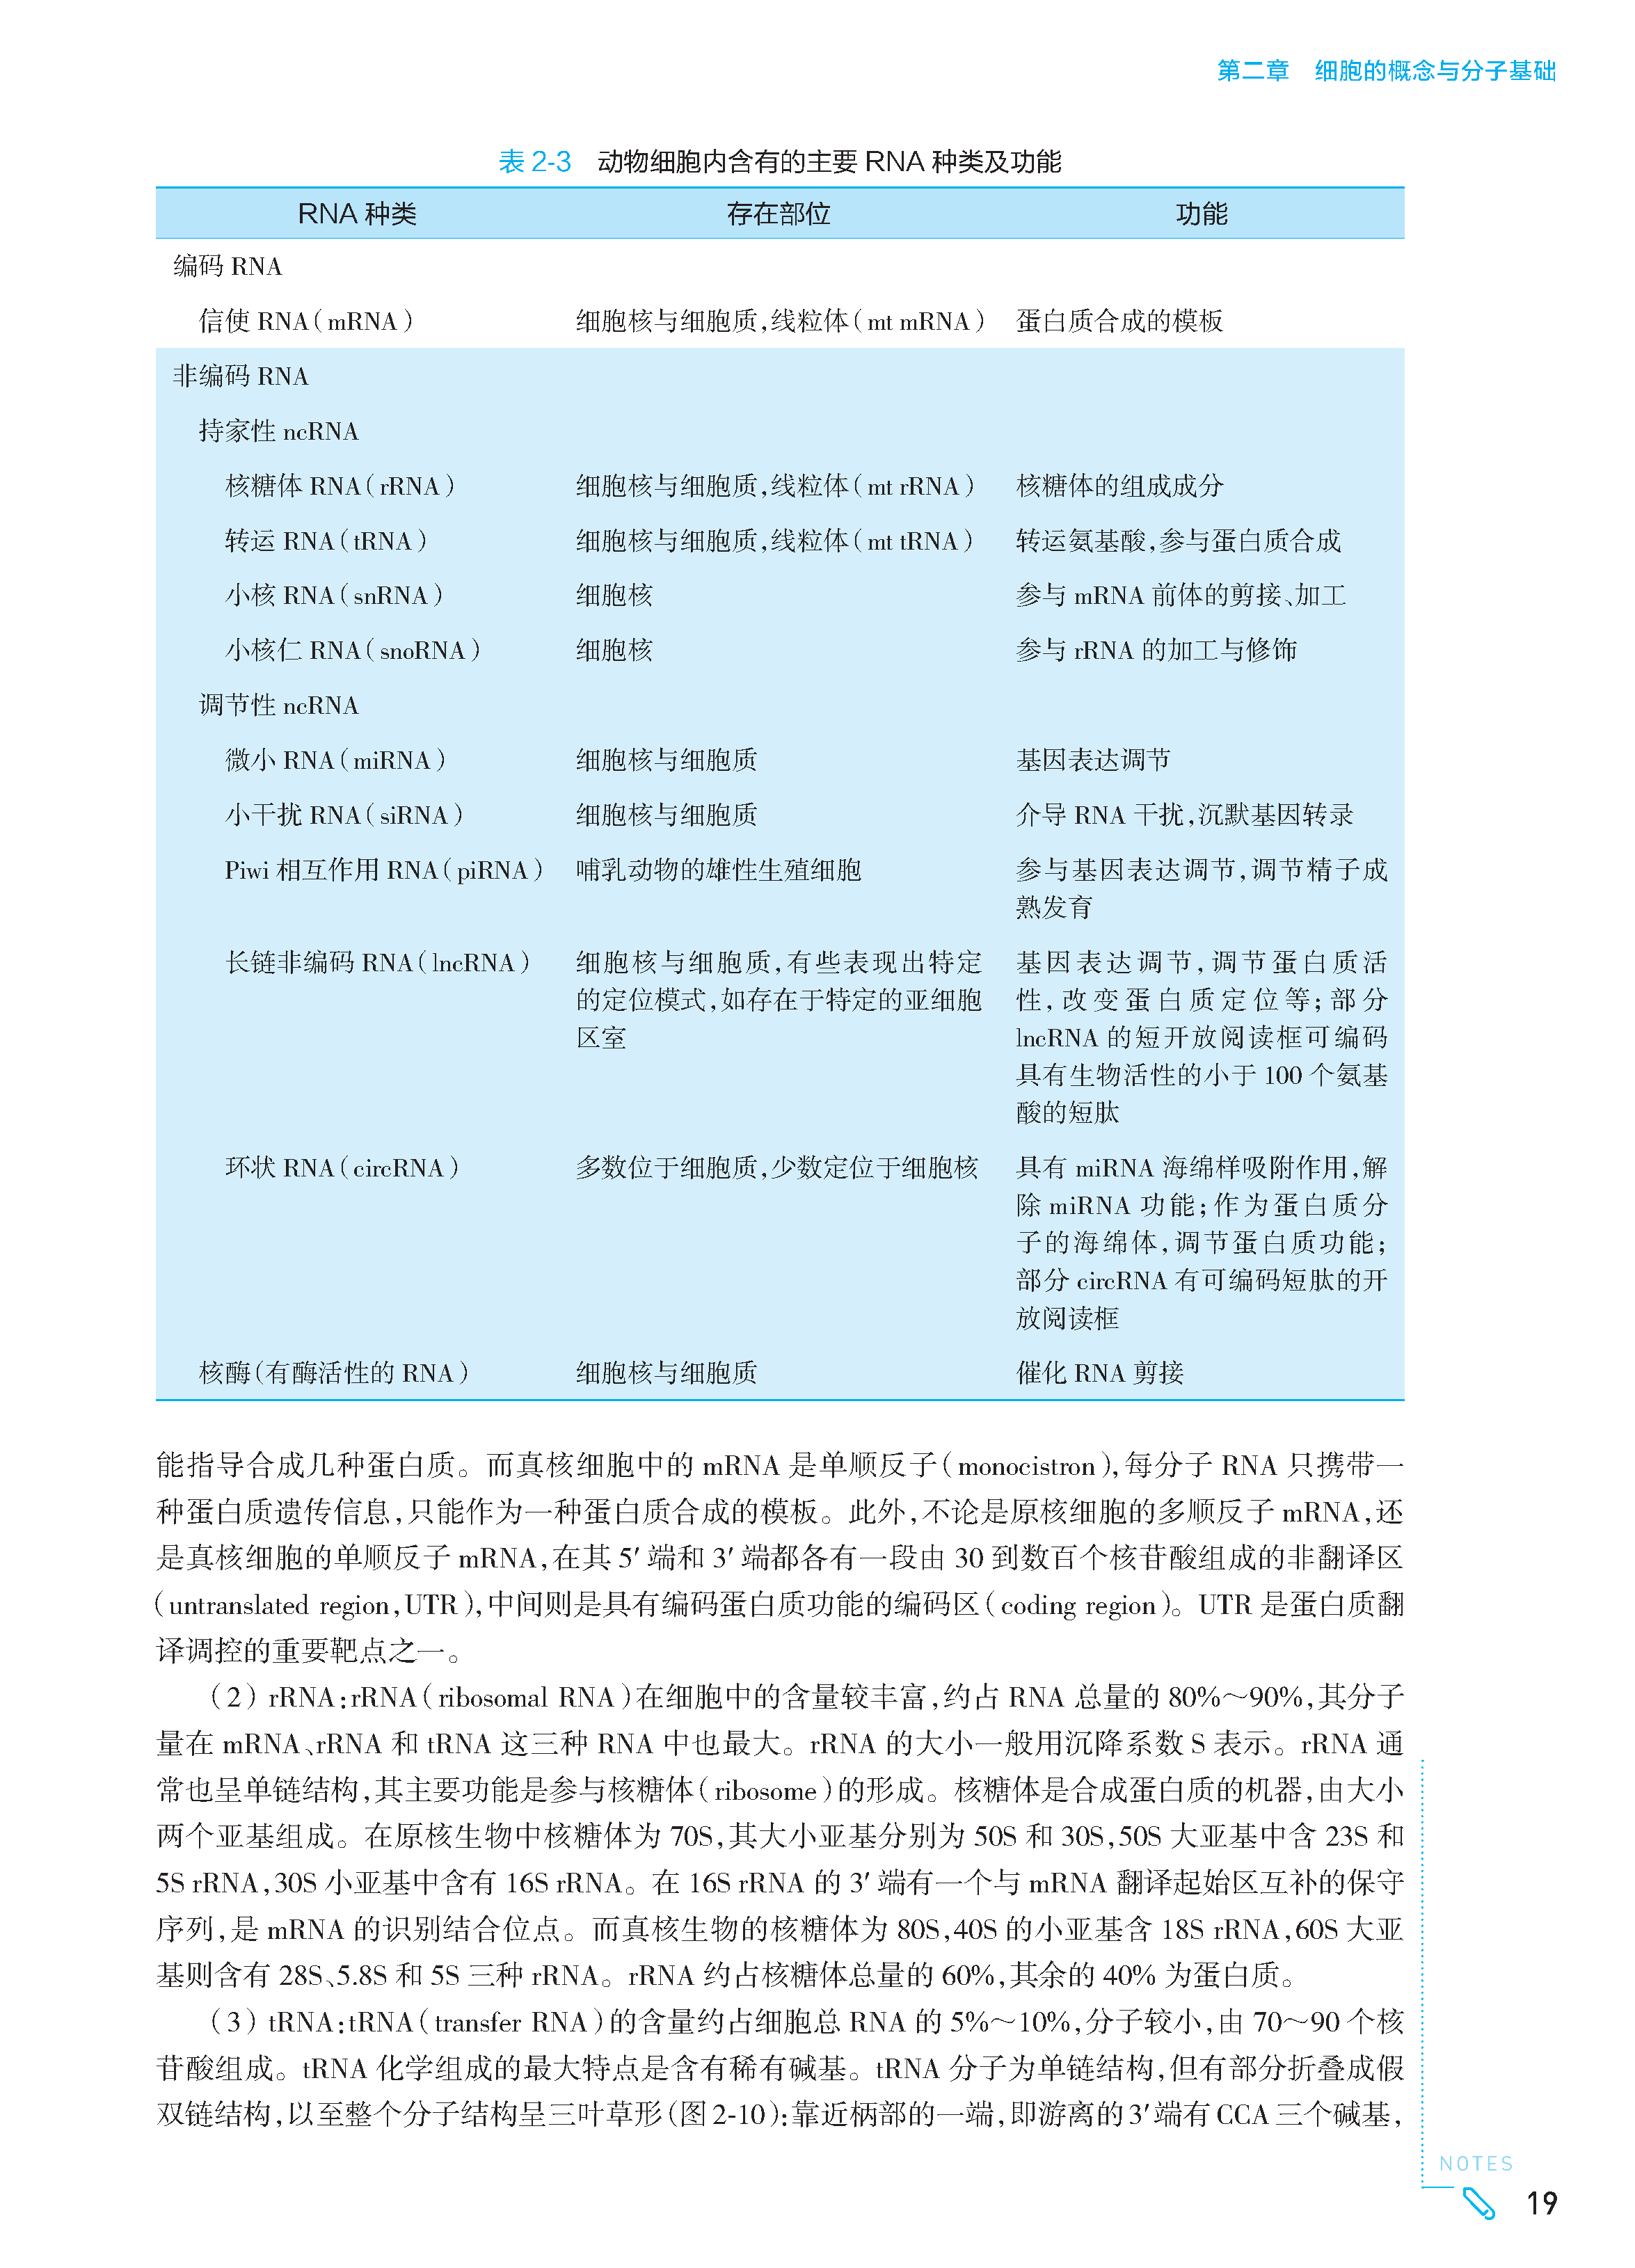 第二章 细胞的概念与分子基础
表 2-3 动物细胞内含有的主要 RNA 种类及功能
RNA 种类 存在部位 功能
编码 RNA
信使 RNA（mRNA） 细胞核与细胞质,线粒体（mt mRNA） 蛋白质合成的模板
非编码 RNA
持家性 ncRNA
核糖体 RNA（rRNA） 细胞核与细胞质,线粒体（mt rRNA） 核糖体的组成成分
转运 RNA（tRNA） 细胞核与细胞质,线粒体（mt tRNA） 转运氨基酸,参与蛋白质合成
小核 RNA（snRNA） 细胞核 参与 mRNA 前体的剪接、加工
小核仁 RNA（snoRNA） 细胞核 参与 rRNA 的加工与修饰
调节性 ncRNA
微小 RNA（miRNA） 细胞核与细胞质 基因表达调节
小干扰 RNA（siRNA） 细胞核与细胞质 介导 RNA 干扰,沉默基因转录
Piwi 相互作用 RNA（piRNA） 哺乳动物的雄性生殖细胞 参与基因表达调节,调节精子成
熟发育
长链非编码 RNA（lncRNA） 细胞核与细胞质,有些表现出特定 基因表达调节,调节蛋白质活
的定位模式,如存在于特定的亚细胞 性,改变蛋白质定位等;部分
区室 lncRNA 的短开放阅读框可编码
具有生物活性的小于 100 个氨基
酸的短肽
环状 RNA（circRNA） 多数位于细胞质,少数定位于细胞核 具有 miRNA 海绵样吸附作用,解
除 miRNA 功能;作为蛋白质分
子的海绵体,调节蛋白质功能;
部分 circRNA 有可编码短肽的开
放阅读框
核酶（有酶活性的 RNA） 细胞核与细胞质 催化 RNA 剪接
能指导合成几种蛋白质。而真核细胞中的 mRNA 是单顺反子（monocistron）,每分子 RNA 只携带一
种蛋白质遗传信息,只能作为一种蛋白质合成的模板。此外,不论是原核细胞的多顺反子 mRNA,还
是真核细胞的单顺反子 mRNA,在其 5′ 端和 3′ 端都各有一段由 30 到数百个核苷酸组成的非翻译区
（untranslated region,UTR）,中间则是具有编码蛋白质功能的编码区（coding region）。UTR 是蛋白质翻
译调控的重要靶点之一。
（2）rRNA:rRNA（ribosomal RNA）在细胞中的含量较丰富,约占 RNA 总量的 80%～90%,其分子
量在 mRNA、rRNA 和 tRNA 这三种 RNA 中也最大。rRNA 的大小一般用沉降系数 S 表示。rRNA 通
常也呈单链结构,其主要功能是参与核糖体（ribosome）的形成。核糖体是合成蛋白质的机器,由大小
两个亚基组成。在原核生物中核糖体为 70S,其大小亚基分别为 50S 和 30S,50S 大亚基中含 23S 和
5S rRNA,30S 小亚基中含有 16S rRNA。在 16S rRNA 的 3′ 端有一个与 mRNA 翻译起始区互补的保守
序列,是 mRNA 的识别结合位点。而真核生物的核糖体为 80S,40S 的小亚基含 18S rRNA,60S 大亚
基则含有 28S、5.8S 和 5S 三种 rRNA。rRNA 约占核糖体总量的 60%,其余的 40% 为蛋白质。
（3）tRNA:tRNA（transfer RNA）的含量约占细胞总 RNA 的 5%～10%,分子较小,由 70～90 个核
苷酸组成。tRNA 化学组成的最大特点是含有稀有碱基。tRNA 分子为单链结构,但有部分折叠成假
双链结构,以至整个分子结构呈三叶草形（图 2-10）:靠近柄部的一端,即游离的 3′ 端有 CCA 三个碱基,
NOTES
19